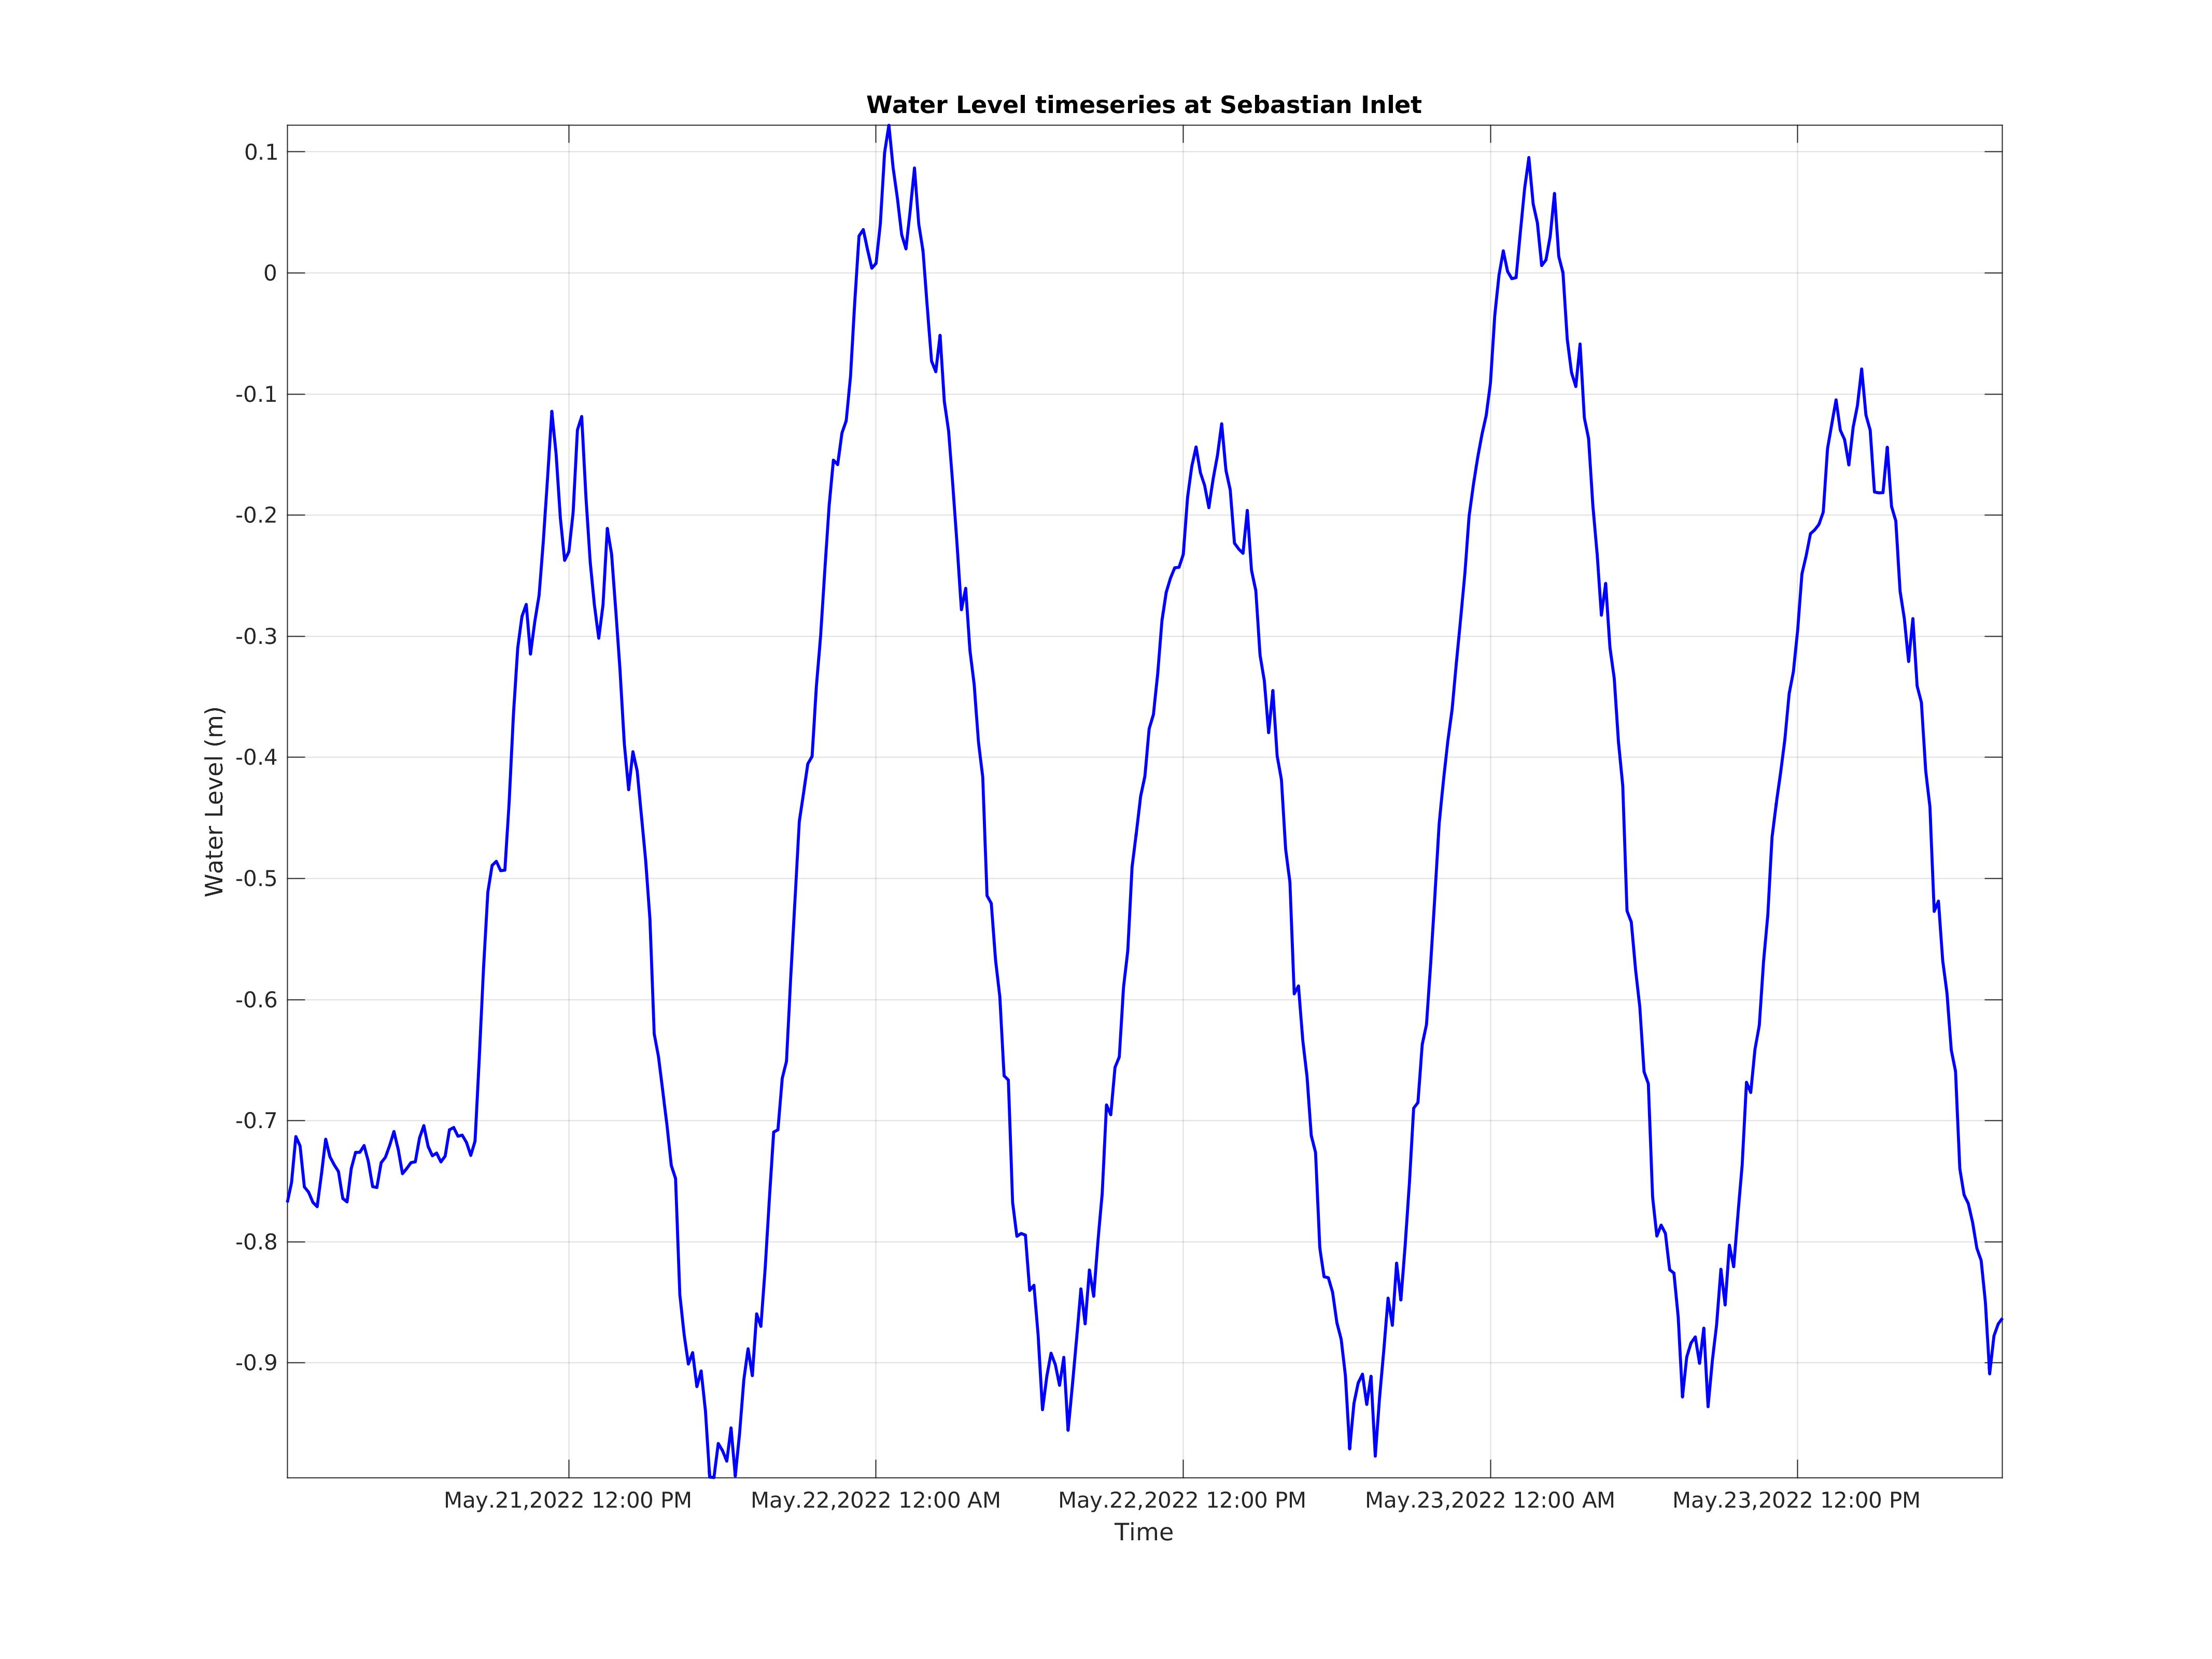 Water Level timeseries at Sebastian Inlet
0.1
0
-0.1
-0.2
-0.3
-0.4
-0.5
-0.6
-0.7
-0.8
-0.9
Water Level (m)
May.21,2022 12:00 PM May.22,2022 12:00 AM May.22,2022 12:00 PM May.23,2022 12:00 AM May.23,2022 12:00 PM
Time